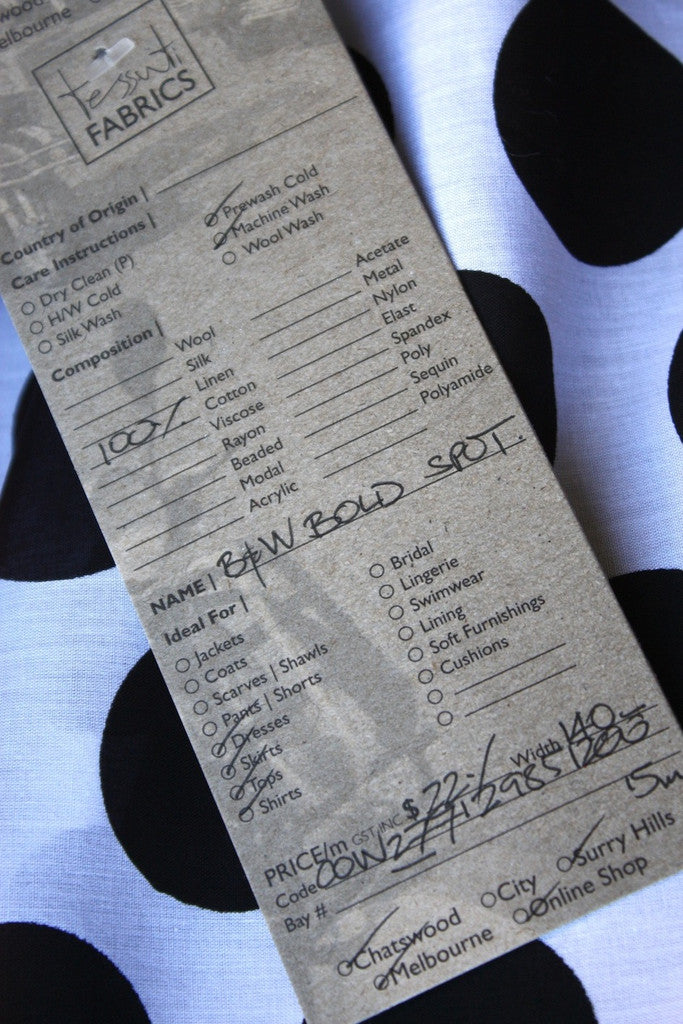 elbourne
tessuti
FABRICS
Country of Origin |
Care Instructions |
Dry Clean (P)
H/W Cold
Silk Wash
Prewash Cold
Machine Wash
Wool Wash
Composition |
Wool
Silk
Linen
100% Cotton
Viscose
Rayon
Beaded
Modal
Acrylic
Acetate
Metal
Nylon
Elast
Spandex
Poly
Sequin
Polyamide
NAME | B+W BOLD SPOT.
Ideal For |
Jackets
Coats
Scarves | Shawls
Pants | Shorts
Dresses
Skirts
Tops
Shirts
Bridal
Lingerie
Swimwear
Lining
Soft Furnishings
Cushions
PRICE/m GST INC $22 Width 140
Code
Bay # 15m
Chatswood
Melbourne
City
Online Shop
Surry Hills